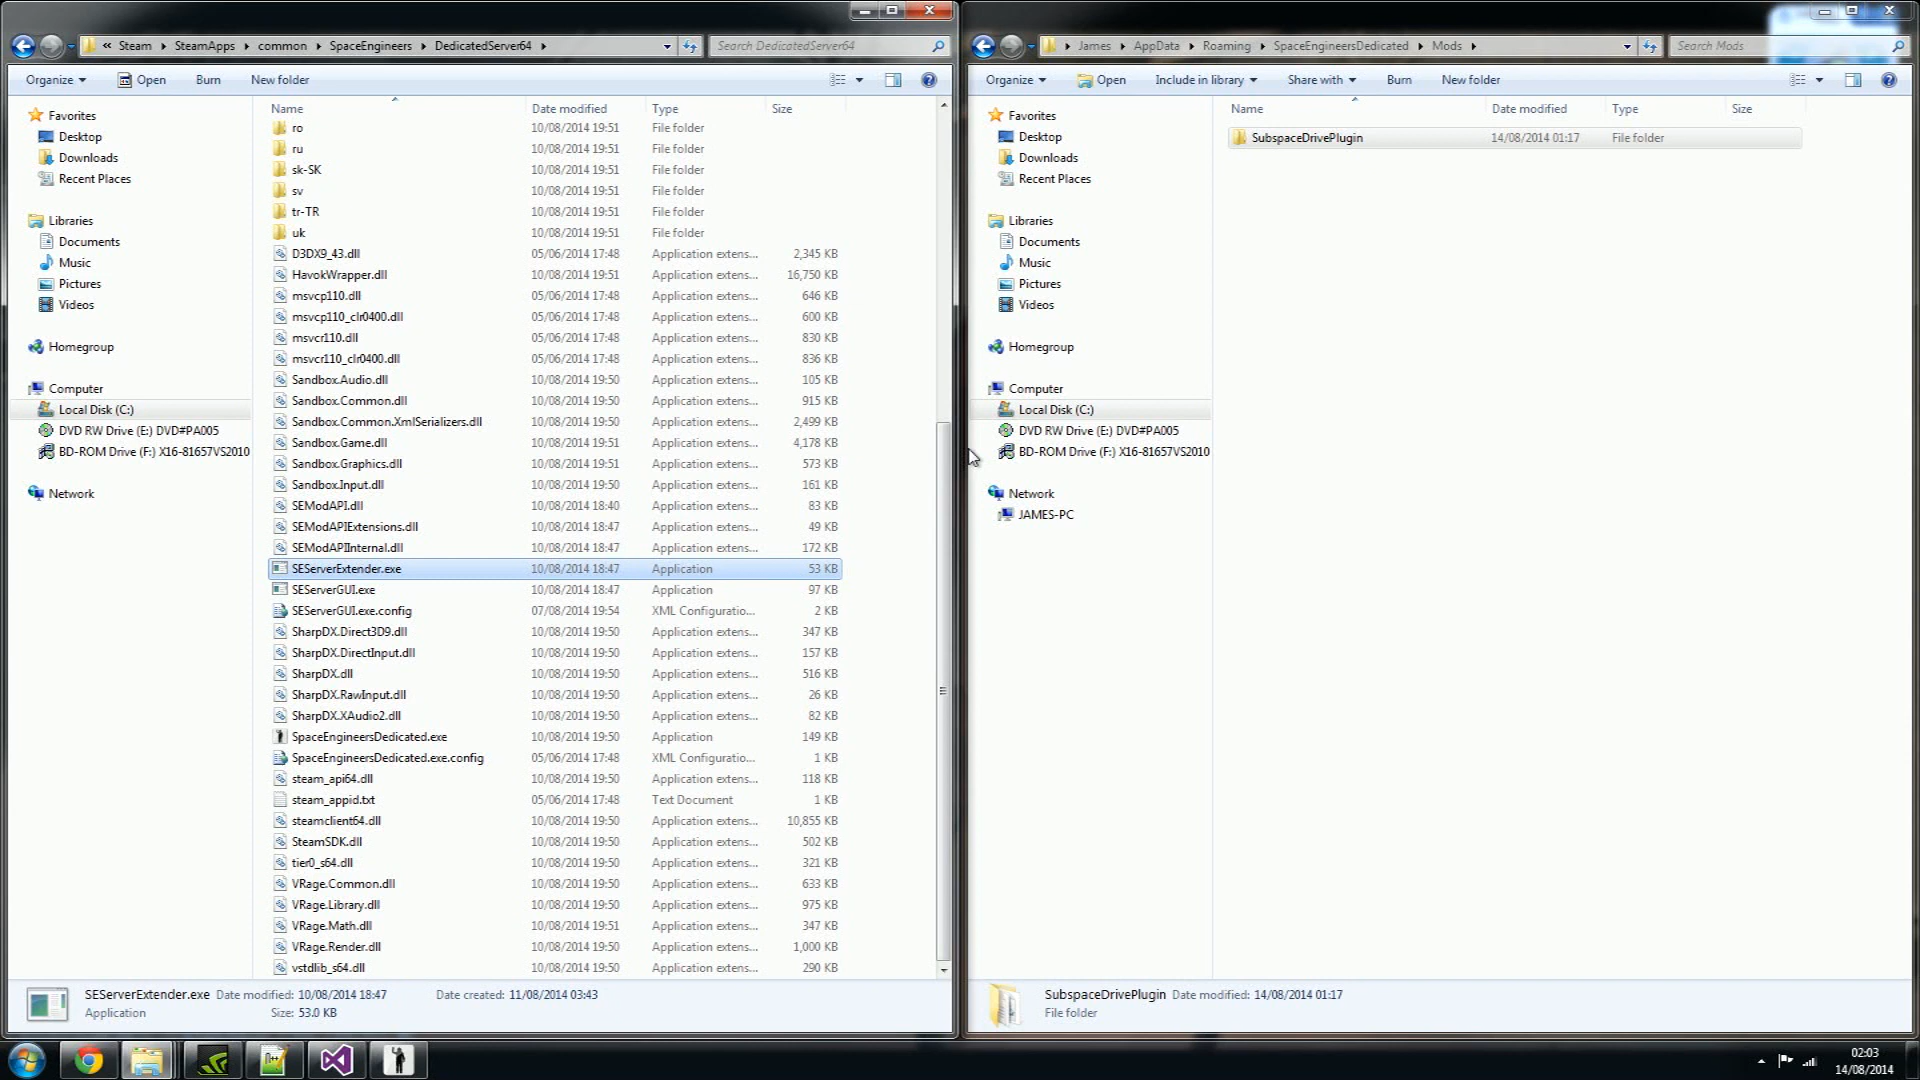 « Steam SteamApps common SpaceEngineers DedicatedServer64
Search DedicatedServer64
Organize Open Burn New folder
Favorites
Desktop
Downloads
Recent Places
Libraries
Documents
Music
Pictures
Videos
Homegroup
Computer
Local Disk (C:)
DVD RW Drive (E:) DVD#PA005
BD-ROM Drive (F:) X16-81657VS2010
Network
Name Date modified Type Size
ro 10/08/2014 19:51 File folder
ru 10/08/2014 19:51 File folder
sk-SK 10/08/2014 19:51 File folder
sv 10/08/2014 19:51 File folder
tr-TR 10/08/2014 19:51 File folder
uk 10/08/2014 19:51 File folder
D3DX9_43.dll 05/06/2014 17:48 Application extens... 2,345 KB
HavokWrapper.dll 10/08/2014 19:51 Application extens... 16,750 KB
msvcp110.dll 05/06/2014 17:48 Application extens... 646 KB
msvcp110_clr0400.dll 05/06/2014 17:48 Application extens... 600 KB
msvcr110.dll 05/06/2014 17:48 Application extens... 830 KB
msvcr110_clr0400.dll 05/06/2014 17:48 Application extens... 836 KB
Sandbox.Audio.dll 10/08/2014 19:50 Application extens... 105 KB
Sandbox.Common.dll 10/08/2014 19:50 Application extens... 915 KB
Sandbox.Common.XmlSerializers.dll 10/08/2014 19:50 Application extens... 2,499 KB
Sandbox.Game.dll 10/08/2014 19:51 Application extens... 4,178 KB
Sandbox.Graphics.dll 10/08/2014 19:50 Application extens... 573 KB
Sandbox.Input.dll 10/08/2014 19:50 Application extens... 161 KB
SEModAPI.dll 10/08/2014 18:40 Application extens... 83 KB
SEModAPIExtensions.dll 10/08/2014 18:47 Application extens... 49 KB
SEModAPIInternal.dll 10/08/2014 18:47 Application extens... 172 KB
SEServerExtender.exe 10/08/2014 18:47 Application 53 KB
SEServerGUI.exe 10/08/2014 18:47 Application 97 KB
SEServerGUI.exe.config 07/08/2014 19:54 XML Configuratio... 2 KB
SharpDX.Direct3D9.dll 10/08/2014 19:50 Application extens... 347 KB
SharpDX.DirectInput.dll 10/08/2014 19:50 Application extens... 157 KB
SharpDX.dll 10/08/2014 19:50 Application extens... 516 KB
SharpDX.RawInput.dll 10/08/2014 19:50 Application extens... 26 KB
SharpDX.XAudio2.dll 10/08/2014 19:50 Application extens... 82 KB
SpaceEngineersDedicated.exe 10/08/2014 19:50 Application 149 KB
SpaceEngineersDedicated.exe.config 05/06/2014 17:48 XML Configuratio... 1 KB
steam_api64.dll 10/08/2014 19:50 Application extens... 118 KB
steam_appid.txt 05/06/2014 17:48 Text Document 1 KB
steamclient64.dll 10/08/2014 19:50 Application extens... 10,855 KB
SteamSDK.dll 10/08/2014 19:50 Application extens... 502 KB
tier0_s64.dll 10/08/2014 19:50 Application extens... 321 KB
VRage.Common.dll 10/08/2014 19:50 Application extens... 633 KB
VRage.Library.dll 10/08/2014 19:50 Application extens... 975 KB
VRage.Math.dll 10/08/2014 19:51 Application extens... 347 KB
VRage.Render.dll 10/08/2014 19:50 Application extens... 1,000 KB
vstdlib_s64.dll 10/08/2014 19:50 Application extens... 290 KB
SEServerExtender.exe Date modified: 10/08/2014 18:47 Date created: 11/08/2014 03:43
Application Size: 53.0 KB
James AppData Roaming SpaceEngineersDedicated Mods
Search Mods
Organize Open Include in library Share with Burn New folder
Favorites
Desktop
Downloads
Recent Places
Libraries
Documents
Music
Pictures
Videos
Homegroup
Computer
Local Disk (C:)
DVD RW Drive (E:) DVD#PA005
BD-ROM Drive (F:) X16-81657VS2010
Network
JAMES-PC
Name Date modified Type Size
SubspaceDrivePlugin 14/08/2014 01:17 File folder
SubspaceDrivePlugin Date modified: 14/08/2014 01:17
File folder
02:03
14/08/2014